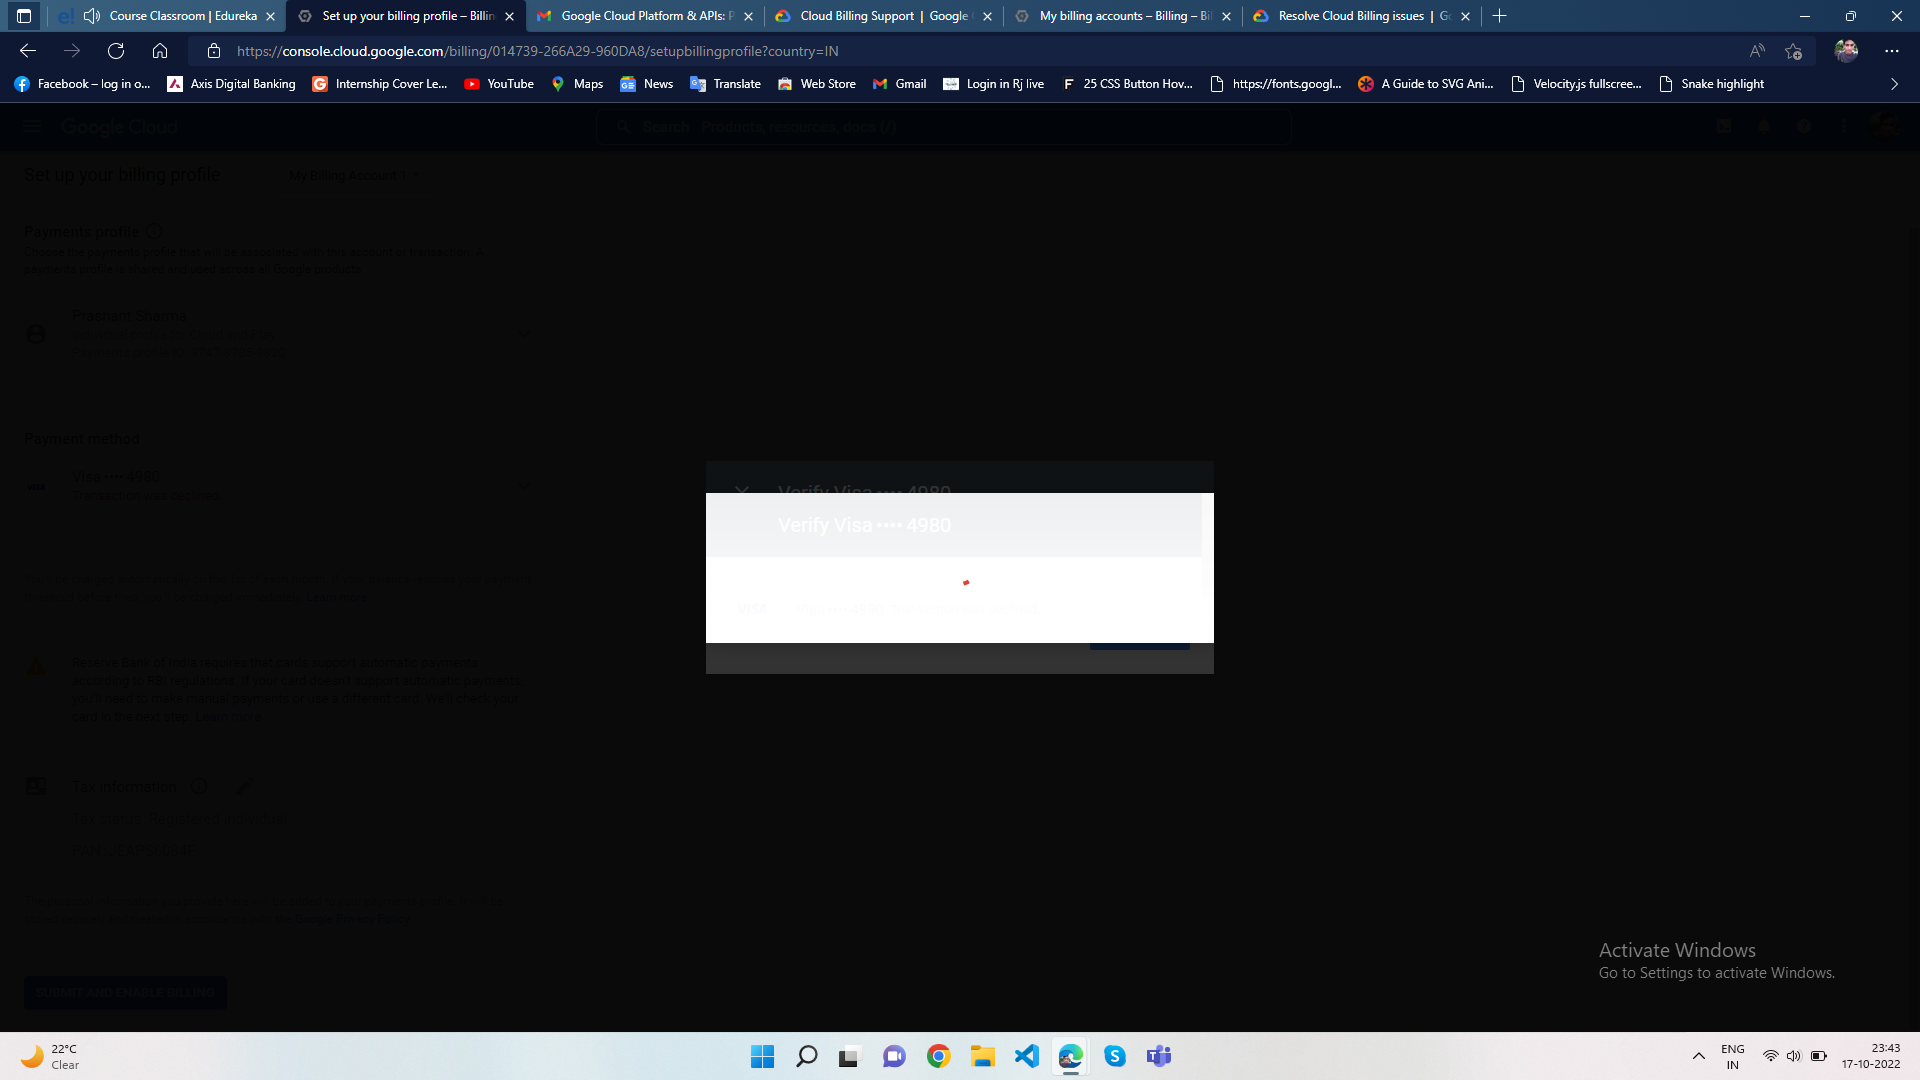 Course Classroom | Edureka
Set up your billing profile – Billin
Google Cloud Platform & APIs: P
Cloud Billing Support | Google
My billing accounts – Billing – Bi
Resolve Cloud Billing issues | Go
https://console.cloud.google.com/billing/014739-266A29-960DA8/setupbillingprofile?country=IN
Facebook – log in o...
Axis Digital Banking
Internship Cover Le...
YouTube
Maps
News
Translate
Web Store
Gmail
Login in Rj live
25 CSS Button Hov...
https://fonts.googl...
A Guide to SVG Ani...
Velocity.js fullscree...
Snake highlight
Google Cloud
Search Products, resources, docs (/)
Set up your billing profile
My Billing Account
Payments profile
Choose the payments profile that will be associated with this account or transaction. A
payments profile is shared and used across all Google products.
Prashant Sharma
Payment method
Visa •••• 4980
Verify Visa •••• 4980
Verify Visa •••• 4980
VISA
Reserve Bank of India requires that cards support automatic payments
according to RBI regulations. If your card doesn't support automatic payments
you'll need to make manual payments or use a different card. We'll check your
card in the next step. Learn more
Tax information
SUBMIT AND ENABLE BILLING
Activate Windows
Go to Settings to activate Windows.
22°C
Clear
ENG
IN
23:43
17-10-2022